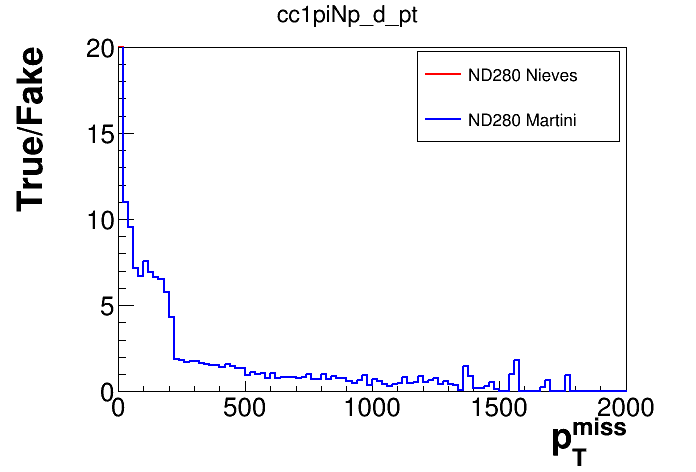 cc1piNp_d_pt
True/Fake
20
15
10
5
0
ND280 Nieves
ND280 Martini
0 500 1000 1500 2000
p_T^miss